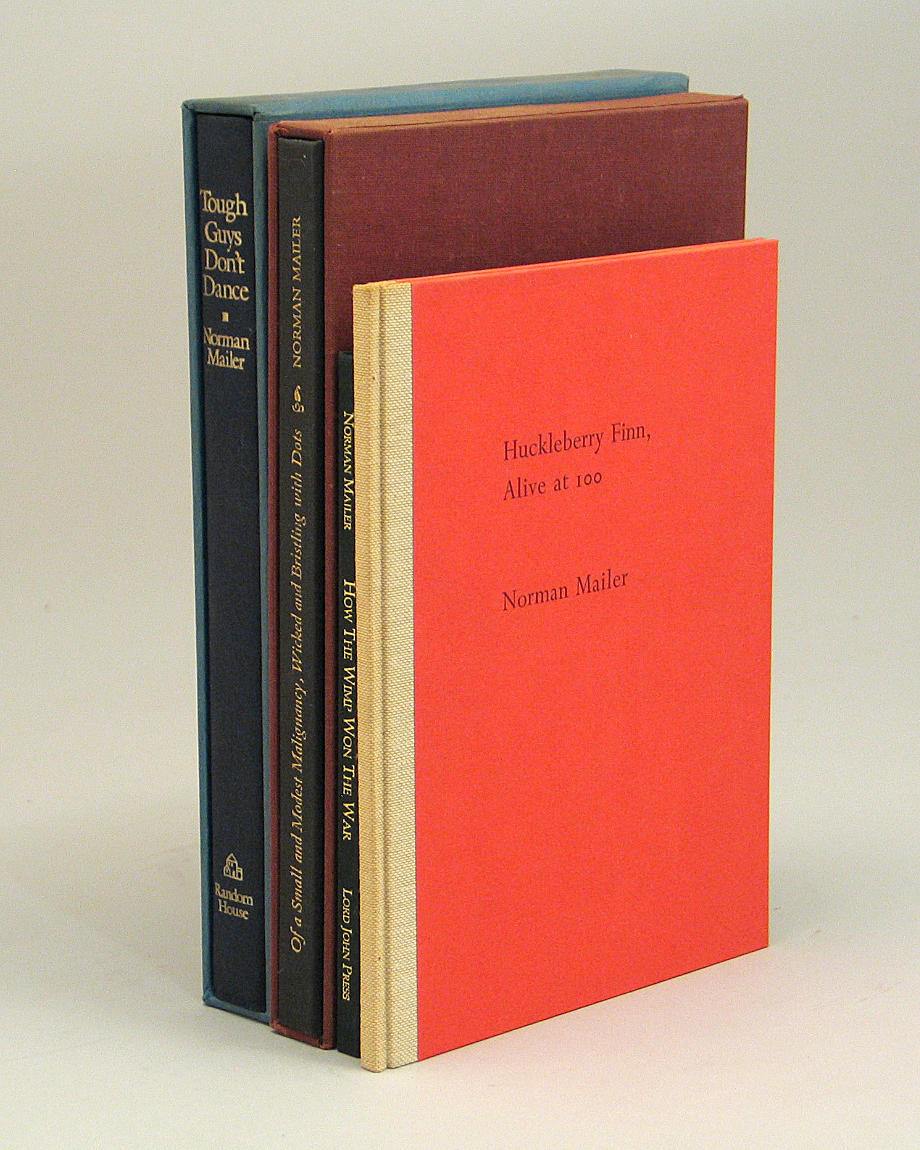 Tough
Guys
Don't
Dance
Norman
Mailer
Random
House
Of a Small and Modest Malignancy, Wicked and Bristling with Dots NORMAN MAILER
NORMAN MAILER HOW THE WIMP WON THE WAR LORD JOHN PRESS
Huckleberry Finn,
Alive at 100
Norman Mailer